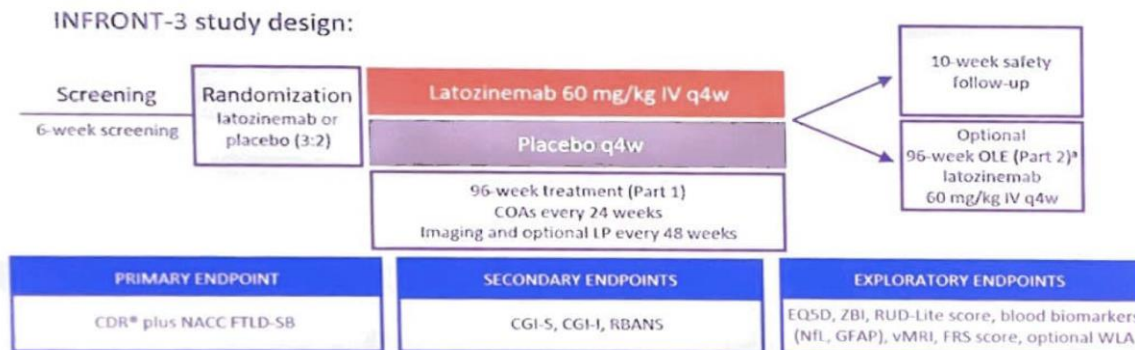 INFRONT-3 study design:
Screening
6-week screening
Randomization
latozinemab or
placebo (3:2)
Latozinemab 60 mg/kg IV q4w
Placebo q4w
96-week treatment (Part 1)
COAs every 24 weeks
Imaging and optional LP every 48 weeks
10-week safety
follow-up
Optional
96-week OLE (Part 2)ᵃ
latozinemab
60 mg/kg IV q4w
PRIMARY ENDPOINT
CDR® plus NACC FTLD-SB
SECONDARY ENDPOINTS
CGI-S, CGI-I, RBANS
EXPLORATORY ENDPOINTS
EQ5D, ZBI, RUD-Lite score, blood biomarkers
(NfL, GFAP), vMRI, FRS score, optional WLA